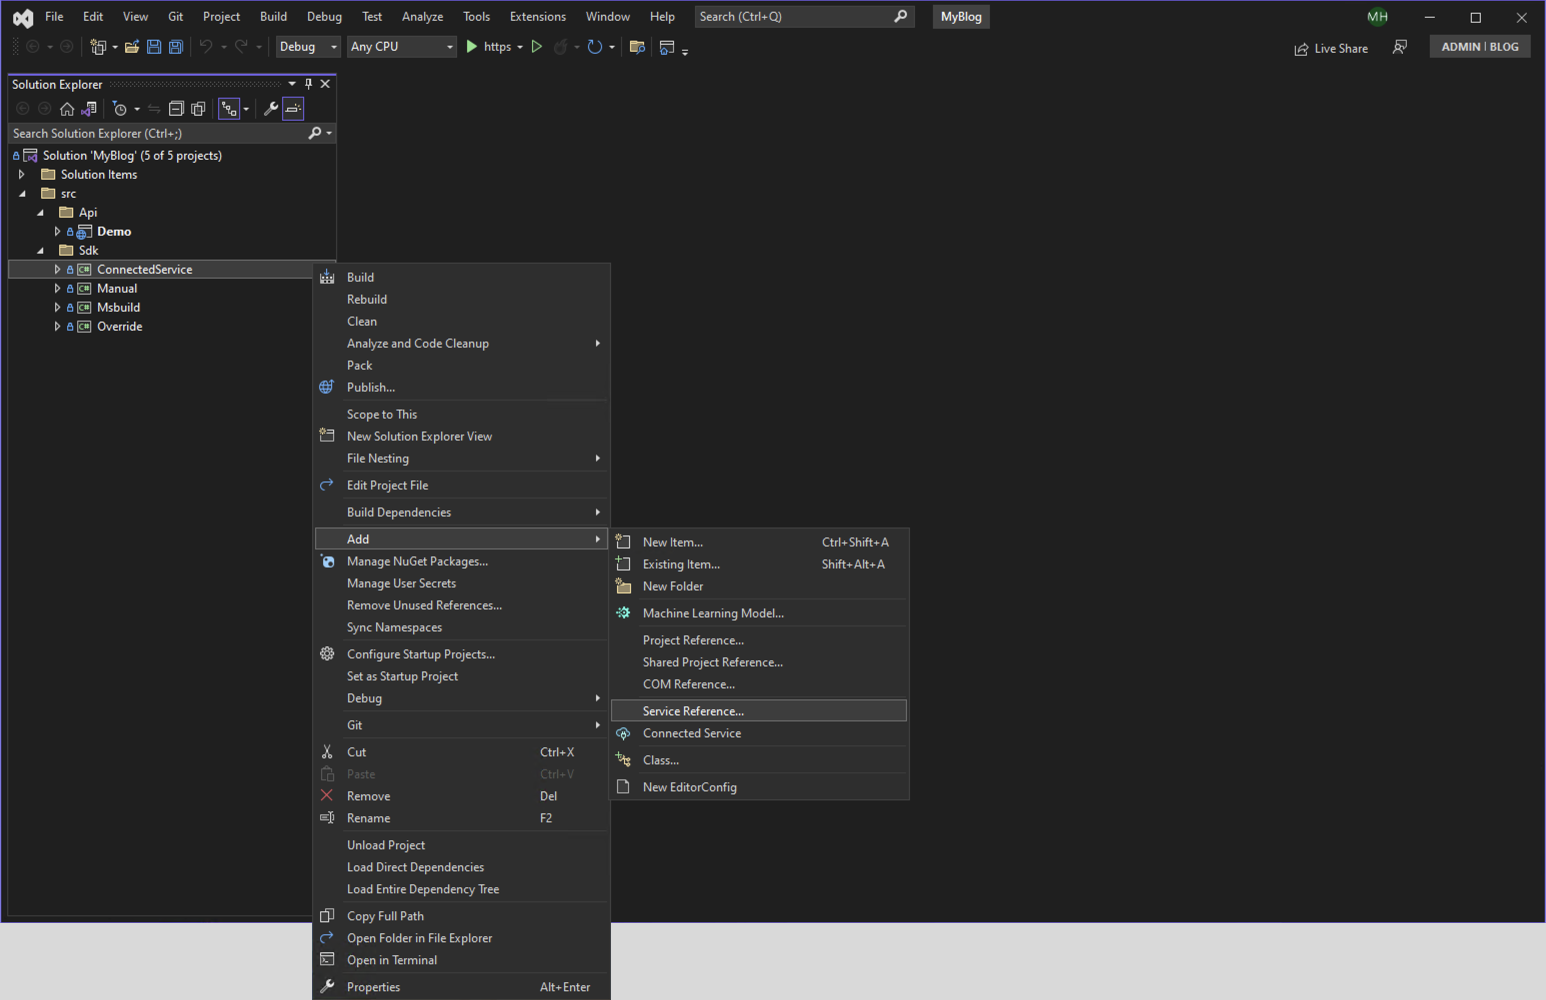 File Edit View Git Project Build Debug Test Analyze Tools Extensions Window Help Search (Ctrl+Q) MyBlog MH
Debug Any CPU https Live Share ADMIN | BLOG
Solution Explorer
Search Solution Explorer (Ctrl+;)
Solution 'MyBlog' (5 of 5 projects)
Solution Items
src
Api
Demo
Sdk
C# ConnectedService
C# Manual
C# Msbuild
C# Override
Build
Rebuild
Clean
Analyze and Code Cleanup
Pack
Publish...
Scope to This
New Solution Explorer View
File Nesting
Edit Project File
Build Dependencies
Add
Manage NuGet Packages...
Manage User Secrets
Remove Unused References...
Sync Namespaces
Configure Startup Projects...
Set as Startup Project
Debug
Git
Cut Ctrl+X
Paste Ctrl+V
Remove Del
Rename F2
Unload Project
Load Direct Dependencies
Load Entire Dependency Tree
Copy Full Path
Open Folder in File Explorer
Open in Terminal
Properties Alt+Enter
New Item... Ctrl+Shift+A
Existing Item... Shift+Alt+A
New Folder
Machine Learning Model...
Project Reference...
Shared Project Reference...
COM Reference...
Service Reference...
Connected Service
Class...
New EditorConfig